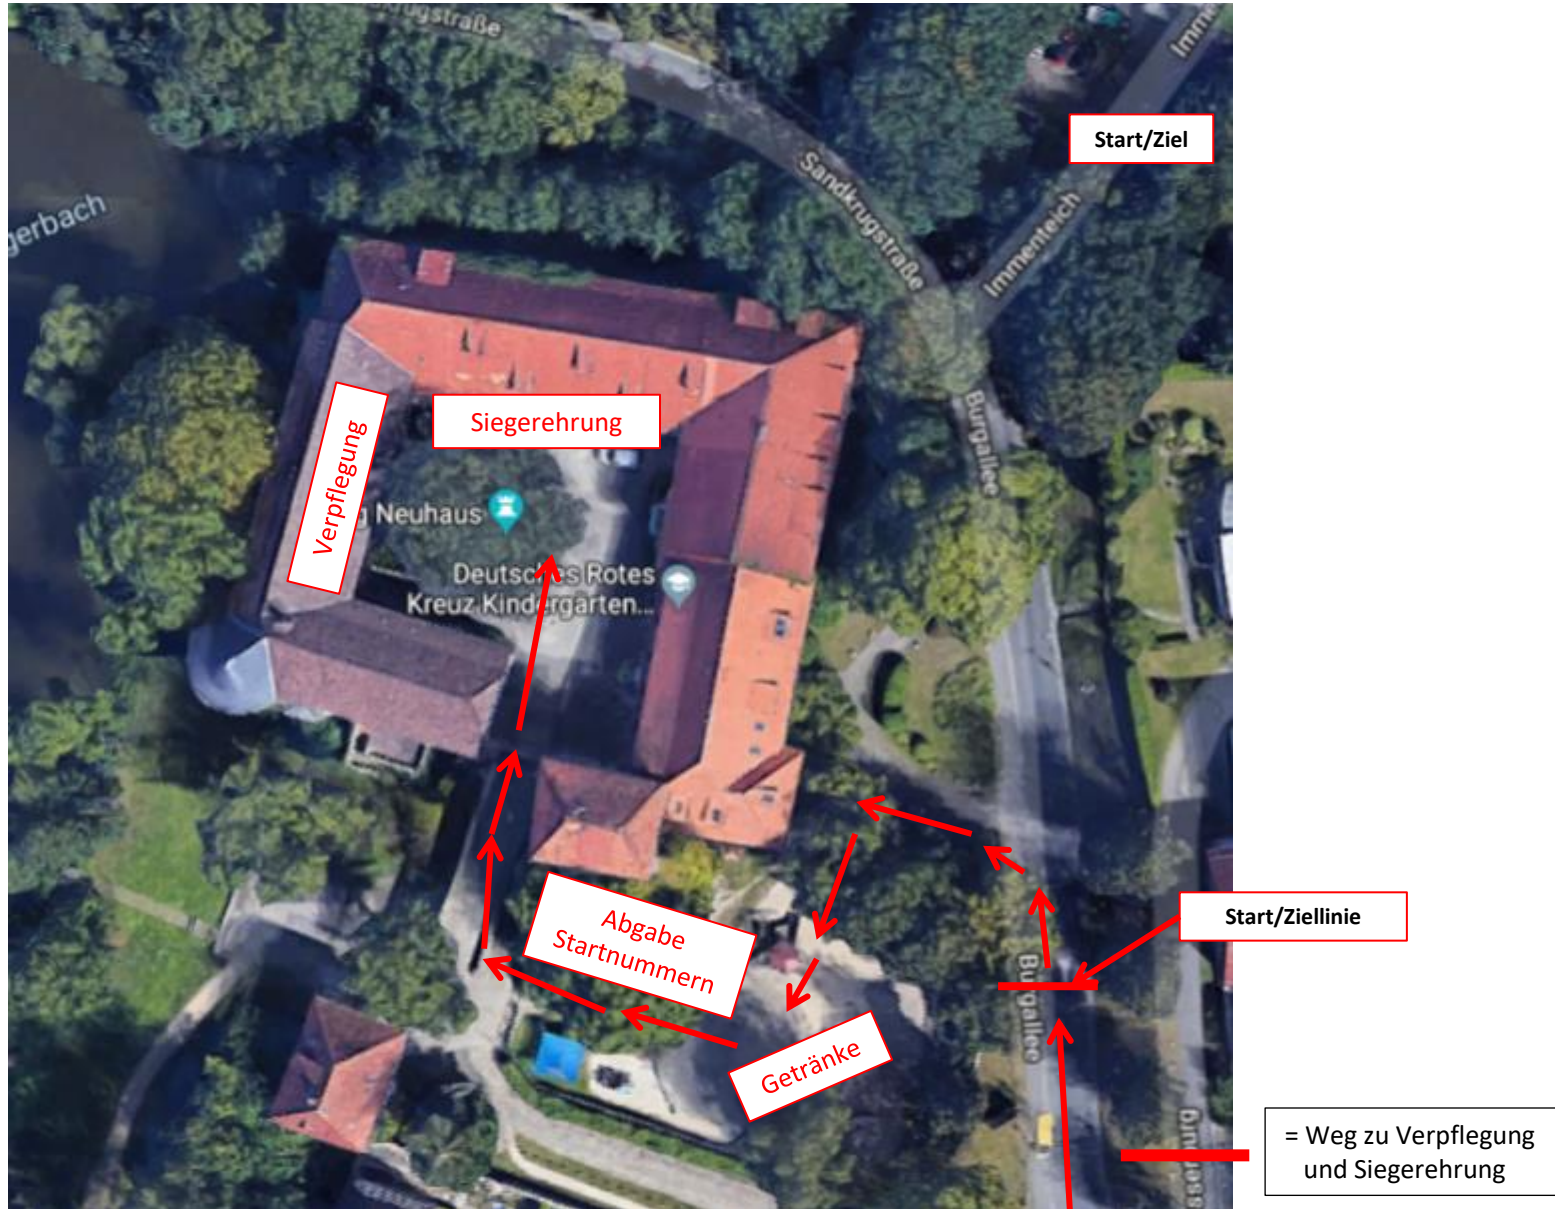 Start/Ziel
Sandkrugstraße
Immenteich
Siegerehrung
Verpflegung
Burgallee
Neuhaus
Deutsches Rotes
Kreuz Kindergarten...
Abgabe
Startnummern
Start/Ziellinie
Burgallee
Getränke
= Weg zu Verpflegung
und Siegerehrung